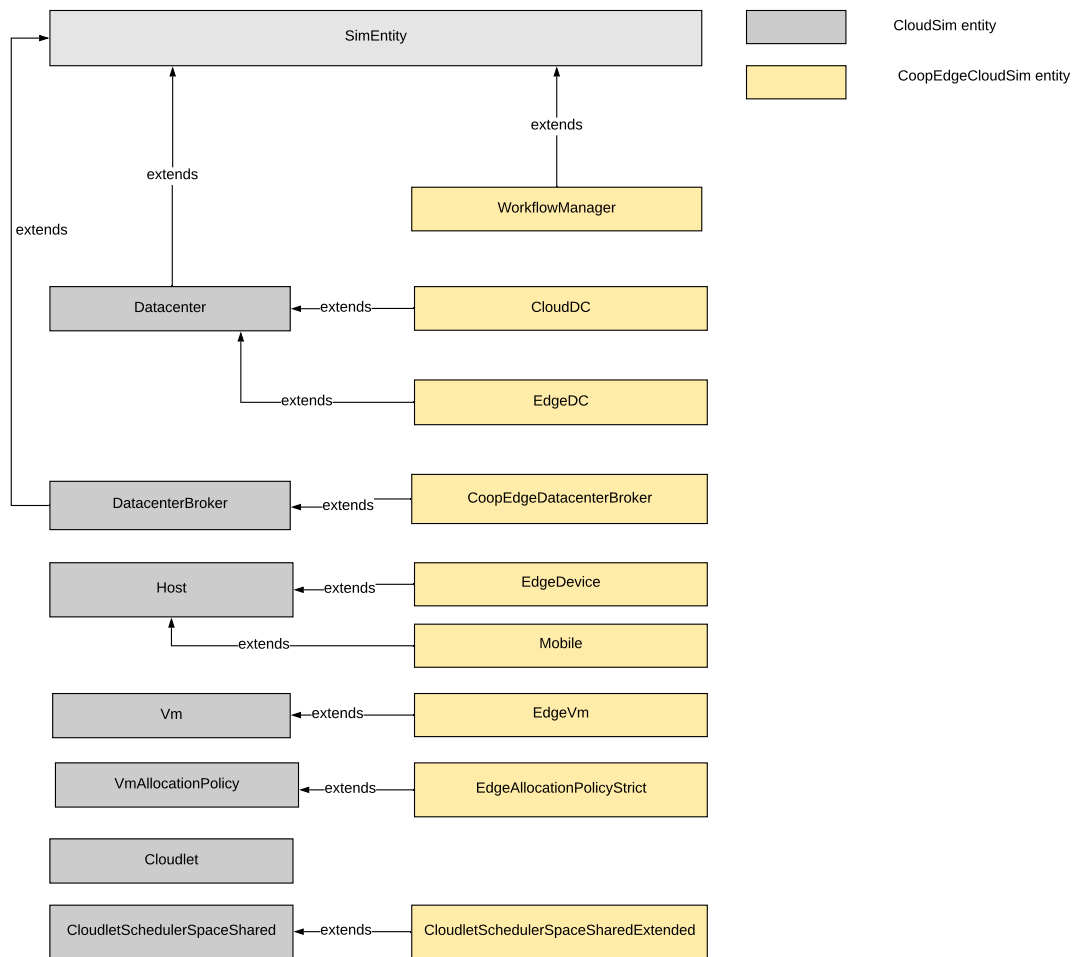 SimEntity
CloudSim entity
CoopEdgeCloudSim entity
extends
extends
extends
WorkflowManager
Datacenter
extends
CloudDC
extends
EdgeDC
DatacenterBroker
extends
CoopEdgeDatacenterBroker
Host
extends
EdgeDevice
extends
Mobile
Vm
extends
EdgeVm
VmAllocationPolicy
extends
EdgeAllocationPolicyStrict
Cloudlet
CloudletSchedulerSpaceShared
extends
CloudletSchedulerSpaceSharedExtended